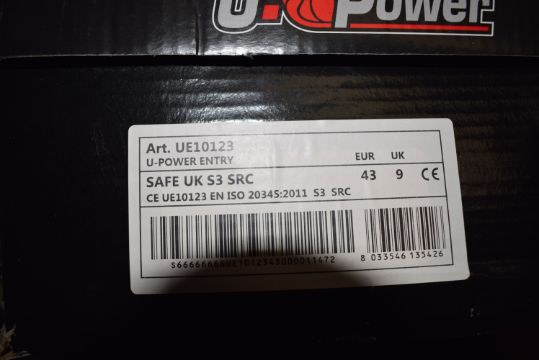 U-Power
Art. UE10123
U-POWER ENTRY EUR UK
SAFE UK S3 SRC 43 9 CE
CE UE10123 EN ISO 20345:2011 S3 SRC
8 033546 135426